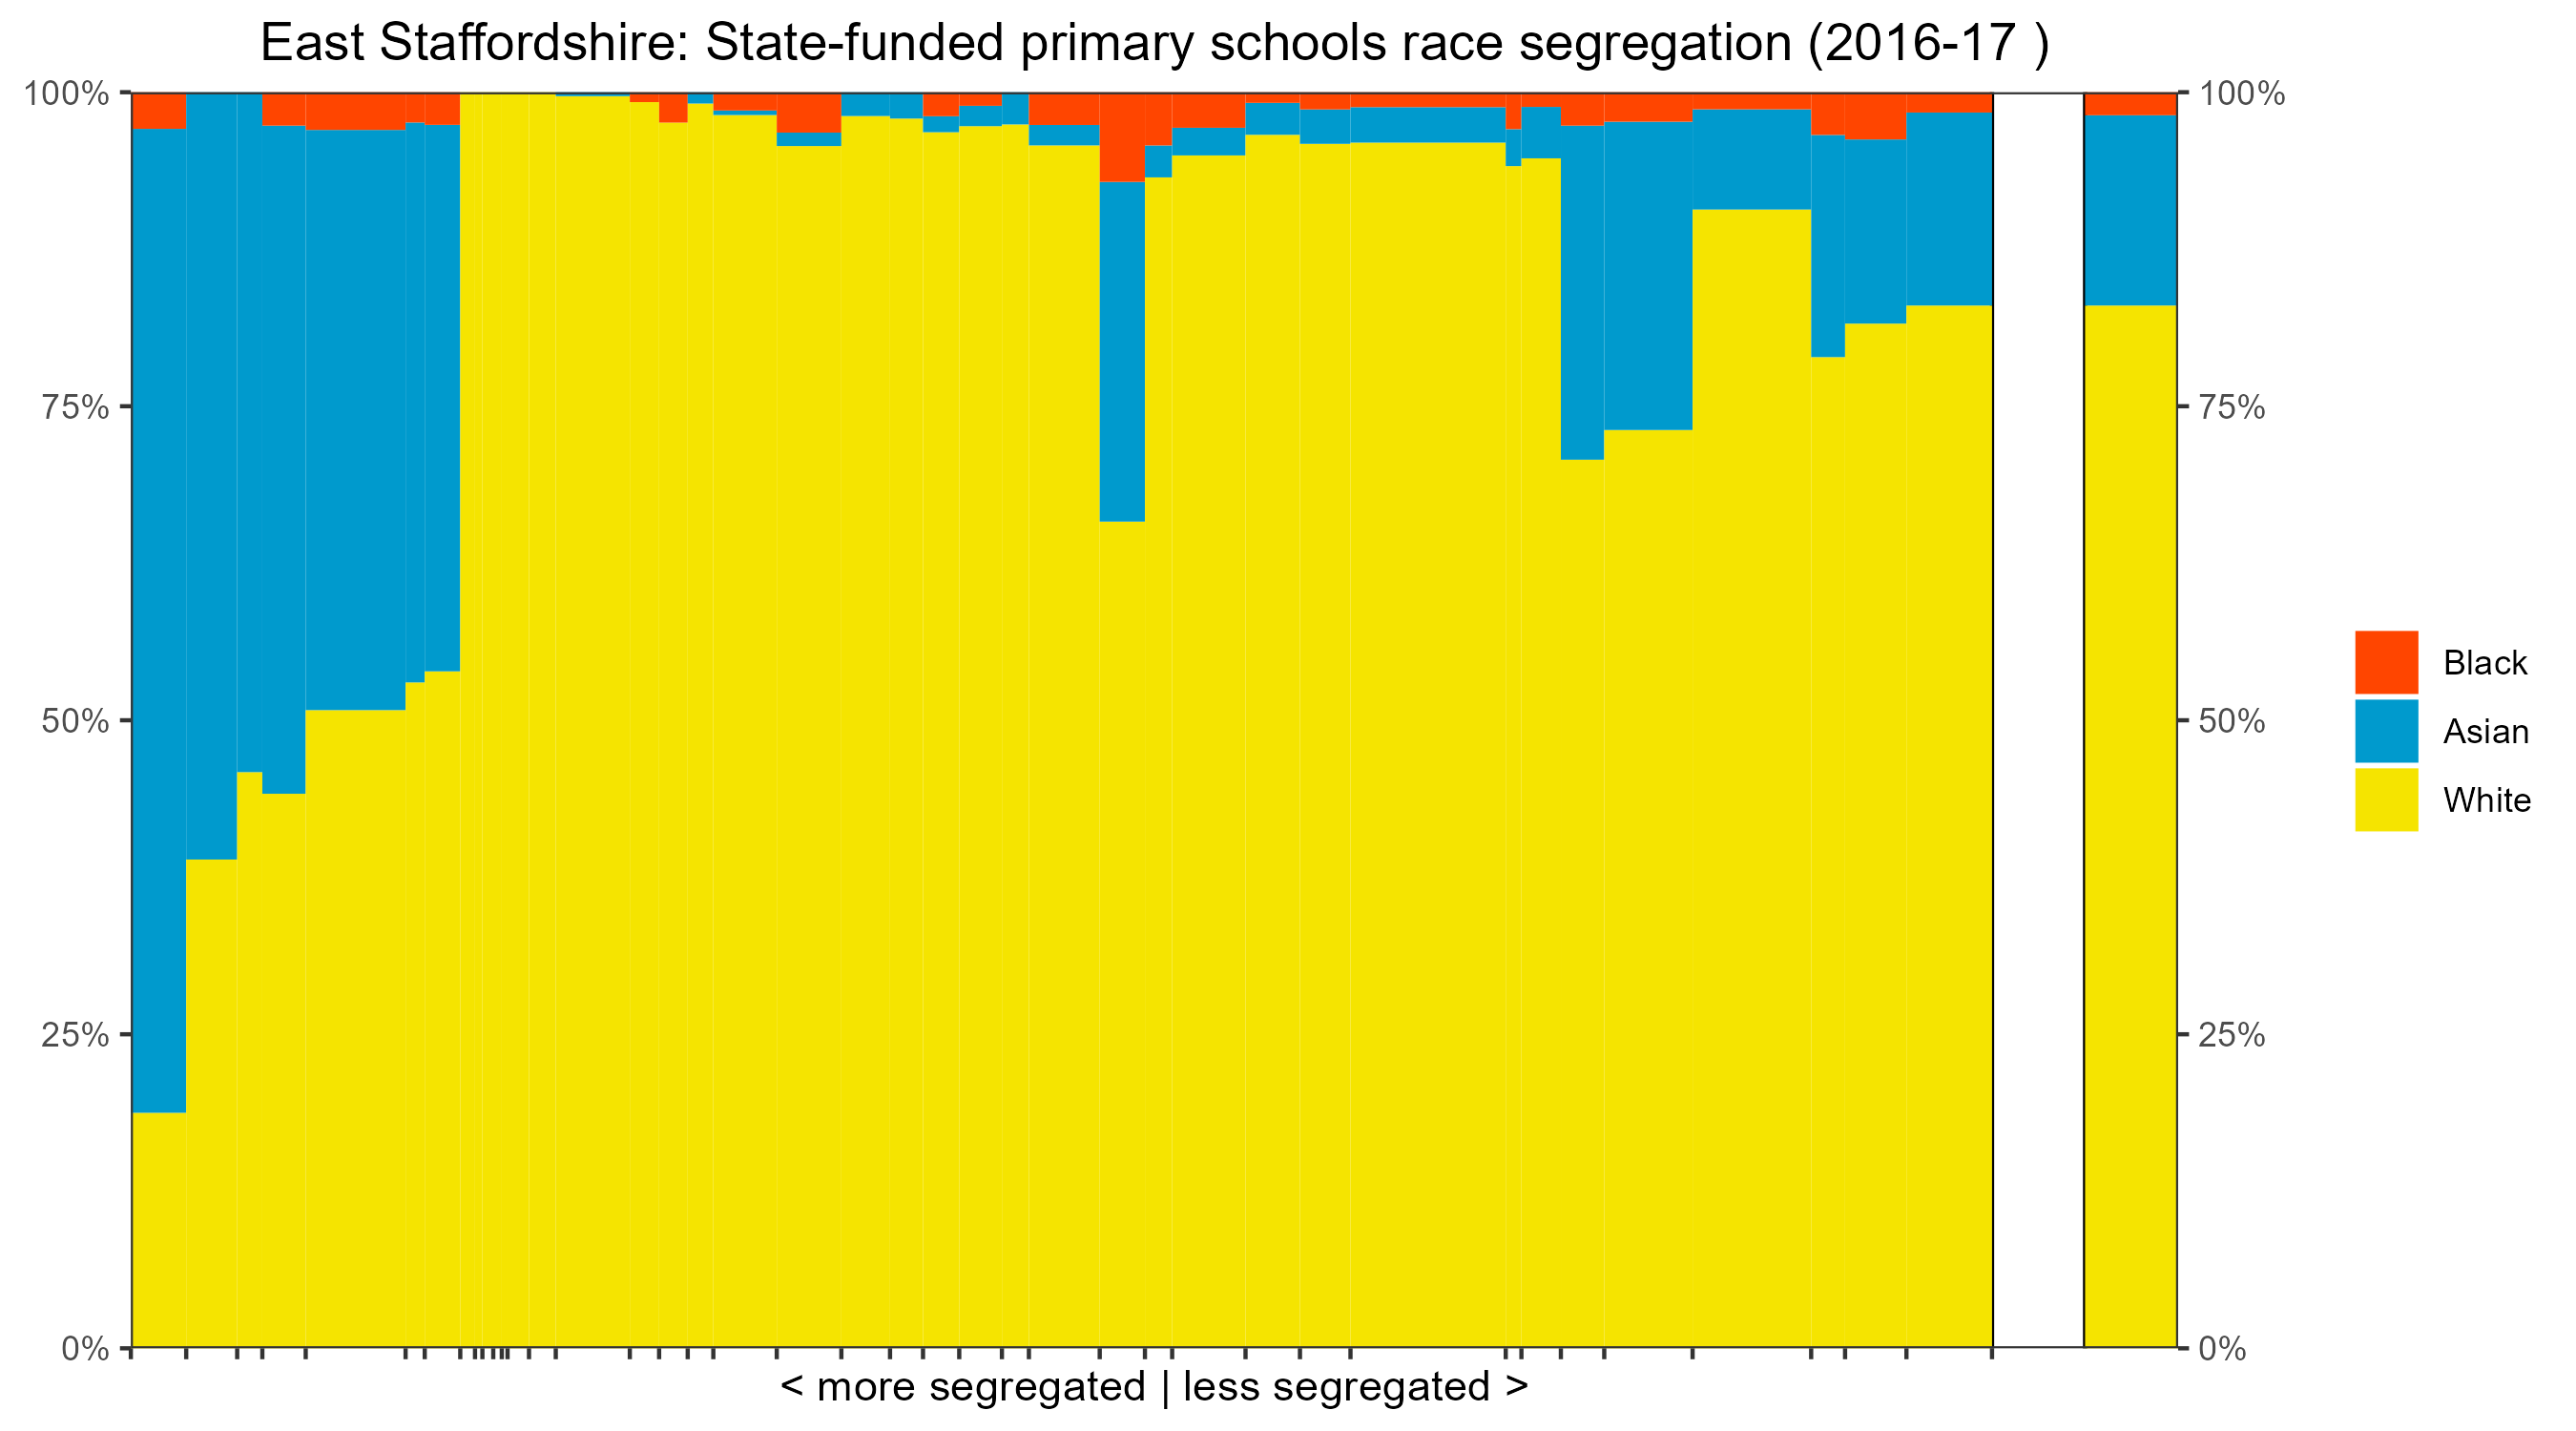 East Staffordshire: State-funded primary schools race segregation (2016-17 )
100%
75%
50%
25%
0%
100%
75%
50%
25%
0%
Black
Asian
White
< more segregated | less segregated >